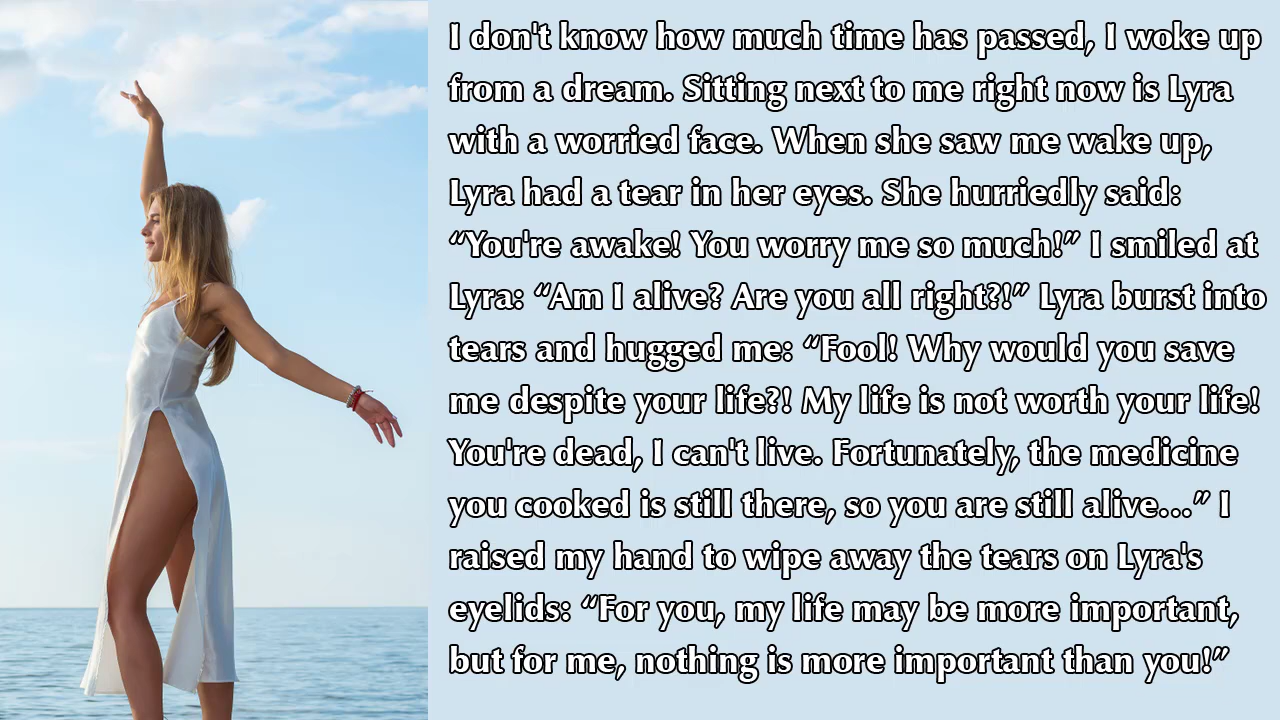 I don't know how much time has passed, I woke up
from a dream. Sitting next to me right now is Lyra
with a worried face. When she saw me wake up,
Lyra had a tear in her eyes. She hurriedly said:
“You're awake! You worry me so much!” I smiled at
Lyra: “Am I alive? Are you all right?!” Lyra burst into
tears and hugged me: “Fool! Why would you save
me despite your life?! My life is not worth your life!
You're dead, I can't live. Fortunately, the medicine
you cooked is still there, so you are still alive...” I
raised my hand to wipe away the tears on Lyra's
eyelids: “For you, my life may be more important,
but for me, nothing is more important than you!”